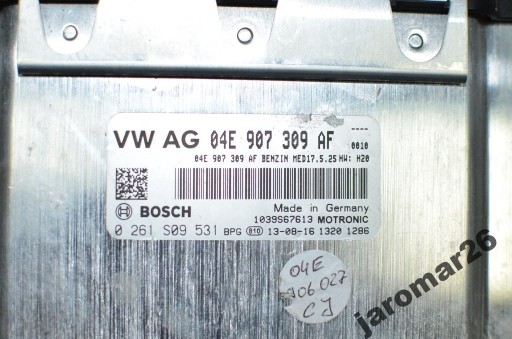 VW AG 04E 907 309 AF ----
0010
04E 907 309 AF BENZIN MED17.5.25 HW: H20
BOSCH
Made in Germany
1039S67613 MOTRONIC
0 261 S09 531 BPG 810 13-08-16 1320 1286
04E
906 027
CJ
jaromar26